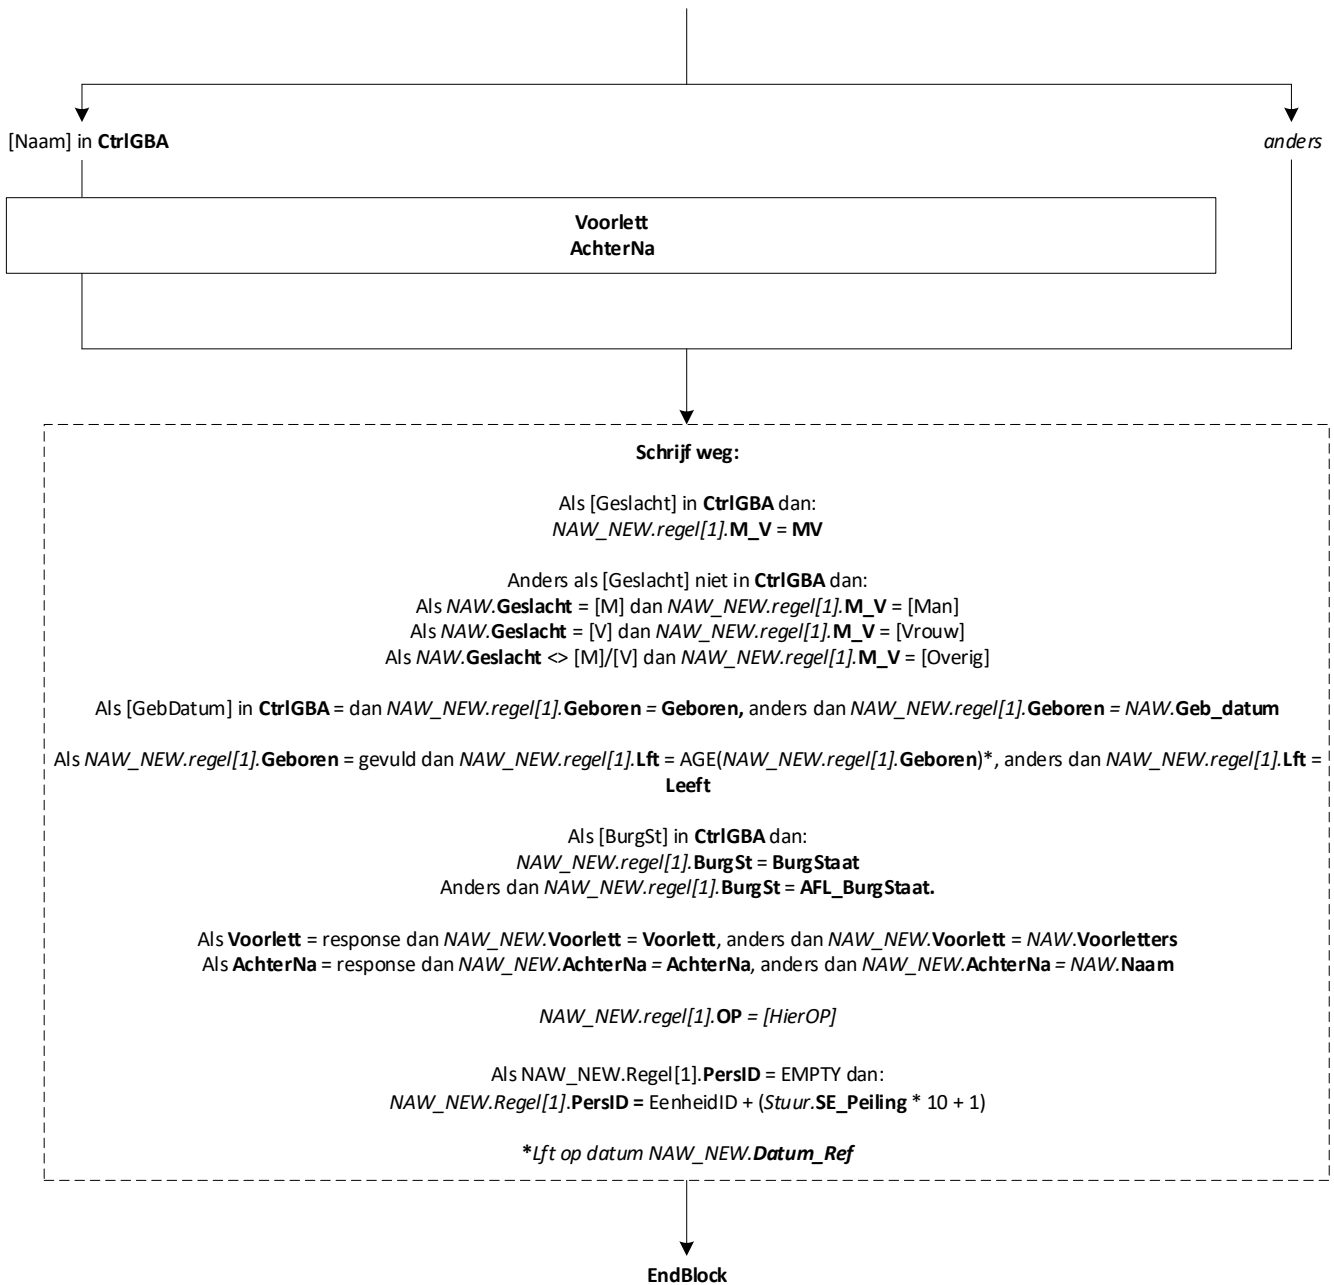 [Naam] in CtrlGBA
anders
Voorlett
AchterNa
Schrijf weg:
Als [Geslacht] in CtrlGBA dan:
NAW_NEW.regel[1].M_V = MV
Anders als [Geslacht] niet in CtrlGBA dan:
Als NAW.Geslacht = [M] dan NAW_NEW.regel[1].M_V = [Man]
Als NAW.Geslacht = [V] dan NAW_NEW.regel[1].M_V = [Vrouw]
Als NAW.Geslacht <> [M]/[V] dan NAW_NEW.regel[1].M_V = [Overig]
Als [GebDatum] in CtrlGBA = dan NAW_NEW.regel[1].Geboren = Geboren, anders dan NAW_NEW.regel[1].Geboren = NAW.Geb_datum
Als NAW_NEW.regel[1].Geboren = gevuld dan NAW_NEW.regel[1].Lft = AGE(NAW_NEW.regel[1].Geboren)*, anders dan NAW_NEW.regel[1].Lft =
Leeft
Als [BurgSt] in CtrlGBA dan:
NAW_NEW.regel[1].BurgSt = BurgStaat
Anders dan NAW_NEW.regel[1].BurgSt = AFL_BurgStaat.
Als Voorlett = response dan NAW_NEW.Voorlett = Voorlett, anders dan NAW_NEW.Voorlett = NAW.Voorletters
Als AchterNa = response dan NAW_NEW.AchterNa = AchterNa, anders dan NAW_NEW.AchterNa = NAW.Naam
NAW_NEW.regel[1].OP = [HierOP]
Als NAW_NEW.Regel[1].PersID = EMPTY dan:
NAW_NEW.Regel[1].PersID = EenheidID + (Stuur.SE_Peiling * 10 + 1)
*Lft op datum NAW_NEW.Datum_Ref
EndBlock